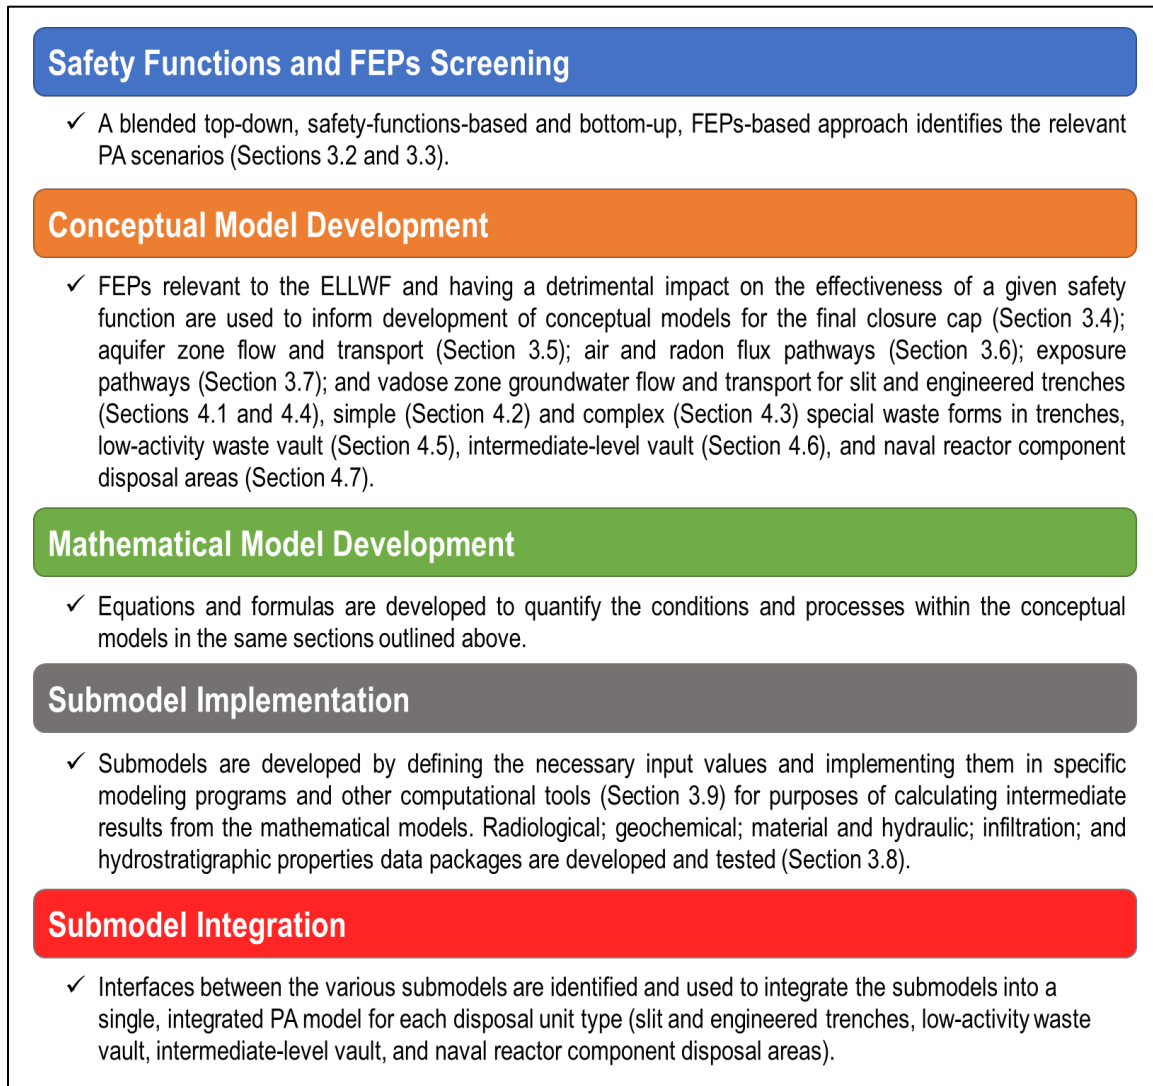 Safety Functions and FEPs Screening
✓ A blended top-down, safety-functions-based and bottom-up, FEPs-based approach identifies the relevant
PA scenarios (Sections 3.2 and 3.3).
Conceptual Model Development
✓ FEPs relevant to the ELLWF and having a detrimental impact on the effectiveness of a given safety
function are used to inform development of conceptual models for the final closure cap (Section 3.4);
aquifer zone flow and transport (Section 3.5); air and radon flux pathways (Section 3.6); exposure
pathways (Section 3.7); and vadose zone groundwater flow and transport for slit and engineered trenches
(Sections 4.1 and 4.4), simple (Section 4.2) and complex (Section 4.3) special waste forms in trenches,
low-activity waste vault (Section 4.5), intermediate-level vault (Section 4.6), and naval reactor component
disposal areas (Section 4.7).
Mathematical Model Development
✓ Equations and formulas are developed to quantify the conditions and processes within the conceptual
models in the same sections outlined above.
Submodel Implementation
✓ Submodels are developed by defining the necessary input values and implementing them in specific
modeling programs and other computational tools (Section 3.9) for purposes of calculating intermediate
results from the mathematical models. Radiological; geochemical; material and hydraulic; infiltration; and
hydrostratigraphic properties data packages are developed and tested (Section 3.8).
Submodel Integration
✓ Interfaces between the various submodels are identified and used to integrate the submodels into a
single, integrated PA model for each disposal unit type (slit and engineered trenches, low-activity waste
vault, intermediate-level vault, and naval reactor component disposal areas).